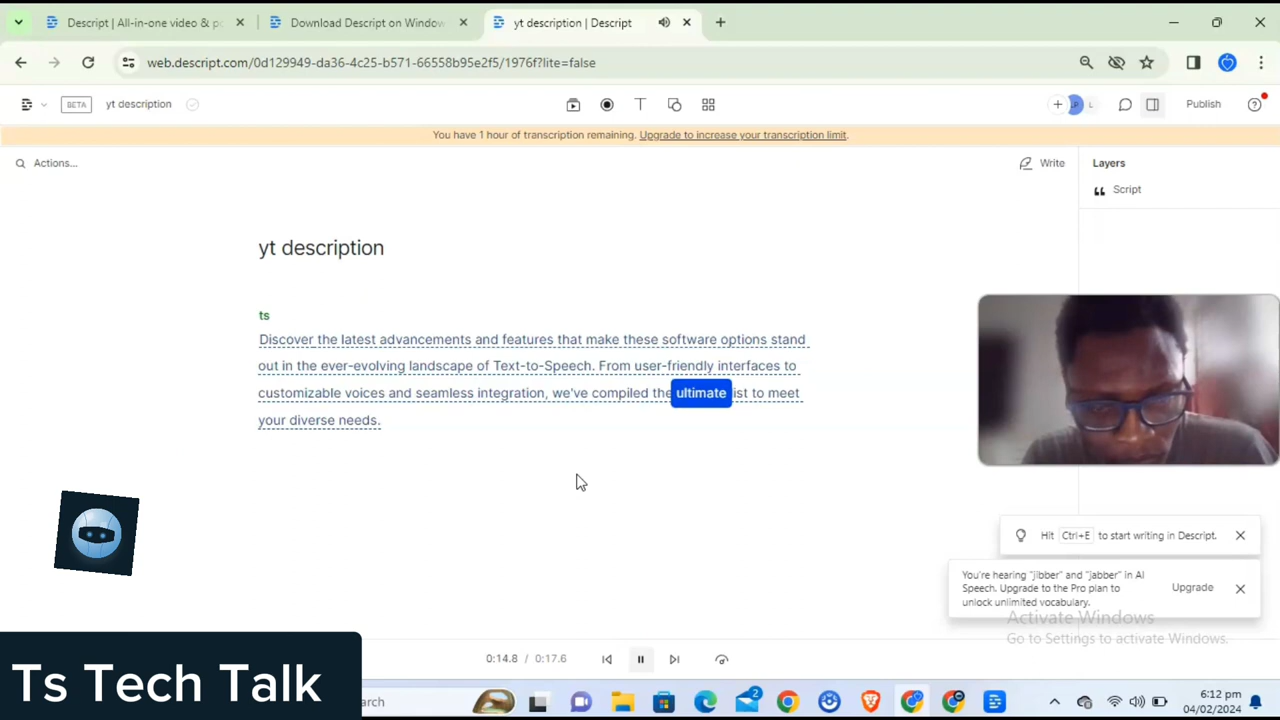 Descript | All-in-one video & po
Download Descript on Window
yt description | Descript
web.descript.com/0d129949-da36-4c25-b571-66558b95e2f5/1976f?lite=false
BETA
yt description
L
Publish
You have 1 hour of transcription remaining. Upgrade to increase your transcription limit.
Actions...
Write
Layers
Script
yt description
ts
Discover the latest advancements and features that make these software options stand
out in the ever-evolving landscape of Text-to-Speech. From user-friendly interfaces to
customizable voices and seamless integration, we've compiled the ultimate ist to meet
your diverse needs.
Hit Ctrl+E to start writing in Descript.
You're hearing "jibber" and "jabber" in AI
Speech. Upgrade to the Pro plan to
unlock unlimited vocabulary.
Upgrade
Activate Windows
Go to Settings to activate Windows.
0:14.8 / 0:17.6
Ts Tech Talk
earch
2
6:12 pm
04/02/2024